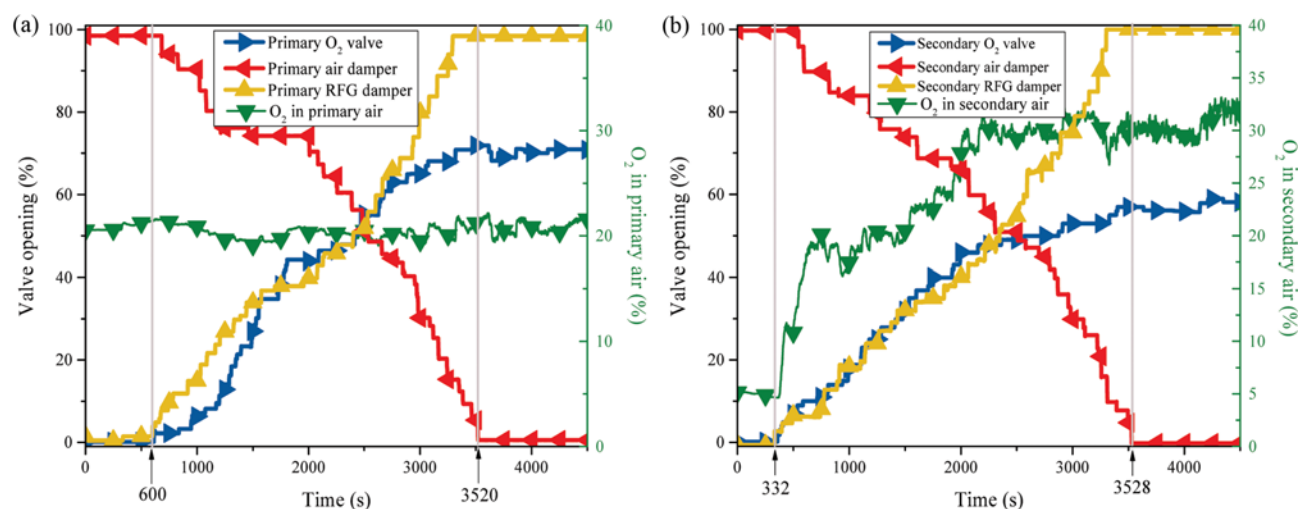 (a)
Primary O₂ valve
Primary air damper
Primary RFG damper
O₂ in primary air
Valve opening (%)
100
80
60
40
20
0
O₂ in primary air (%)
40
30
20
10
0
0
1000
2000
3000
4000
Time (s)
600
3520
(b)
Secondary O₂ valve
Secondary air damper
Secondary RFG damper
O₂ in secondary air
Valve opening (%)
100
80
60
40
20
0
O₂ in secondary air (%)
40
35
30
25
20
15
10
5
0
0
1000
2000
3000
4000
Time (s)
332
3528